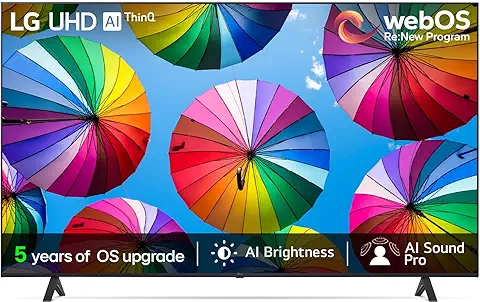 LG UHD AI ThinQ
webOS
Re:New Program
5 years of OS upgrade
AI Brightness
AI Sound
Pro